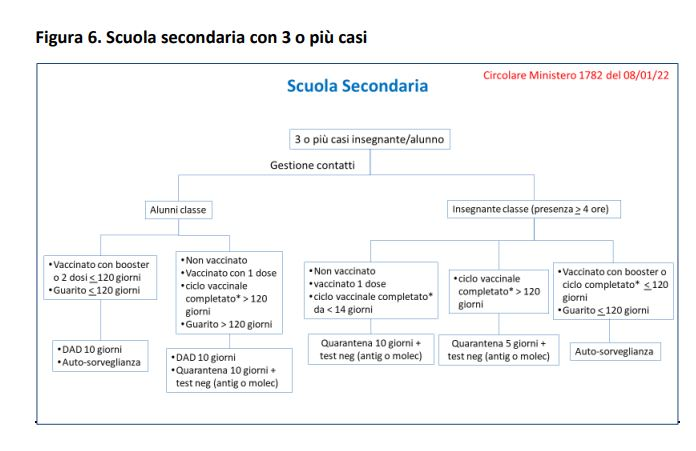 Figura 6. Scuola secondaria con 3 o più casi
Circolare Ministero 1782 del 08/01/22
Scuola Secondaria
3 o più casi insegnante/alunno
Gestione contatti
Alunni classe
Insegnante classe (presenza ≥ 4 ore)
•Vaccinato con booster
o 2 dosi ≤ 120 giorni
•Guarito ≤ 120 giorni
•Non vaccinato
•Vaccinato con 1 dose
•ciclo vaccinale
completato* > 120
giorni
•Guarito > 120 giorni
•Non vaccinato
•vaccinato 1 dose
•ciclo vaccinale completato*
da < 14 giorni
•ciclo vaccinale
completato* > 120
giorni
•Vaccinato con booster o
ciclo completato* ≤ 120
giorni
•Guarito ≤ 120 giorni
•DAD 10 giorni
•Auto-sorveglianza
•DAD 10 giorni
•Quarantena 10 giorni +
test neg (antig o molec)
Quarantena 10 giorni +
test neg (antig o molec)
Quarantena 5 giorni +
test neg (antig o molec)
Auto-sorveglianza